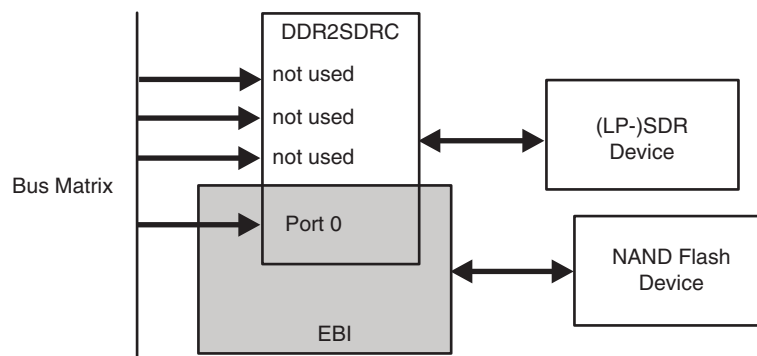 DDR2SDRC
not used
not used
not used
(LP-)SDR
Device
Bus Matrix
Port 0
NAND Flash
Device
EBI